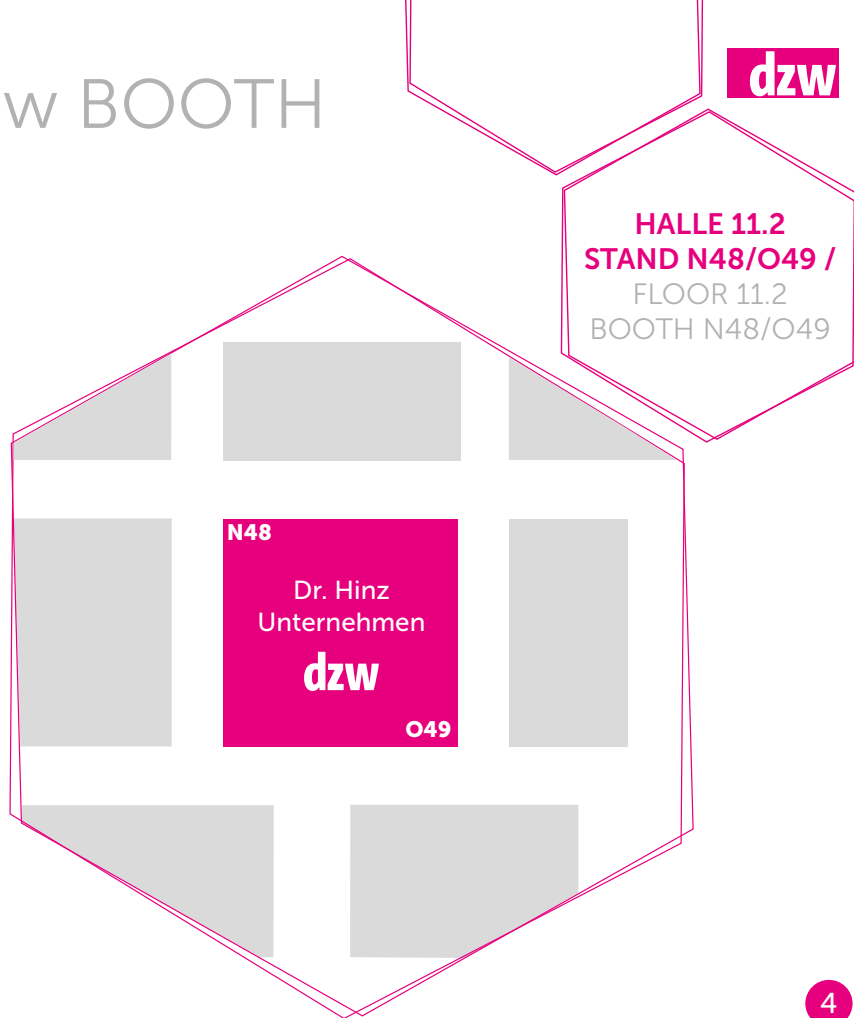 w BOOTH
dzw
HALLE 11.2
STAND N48/O49 /
FLOOR 11.2
BOOTH N48/O49
N48
Dr. Hinz
Unternehmen
dzw
O49
4